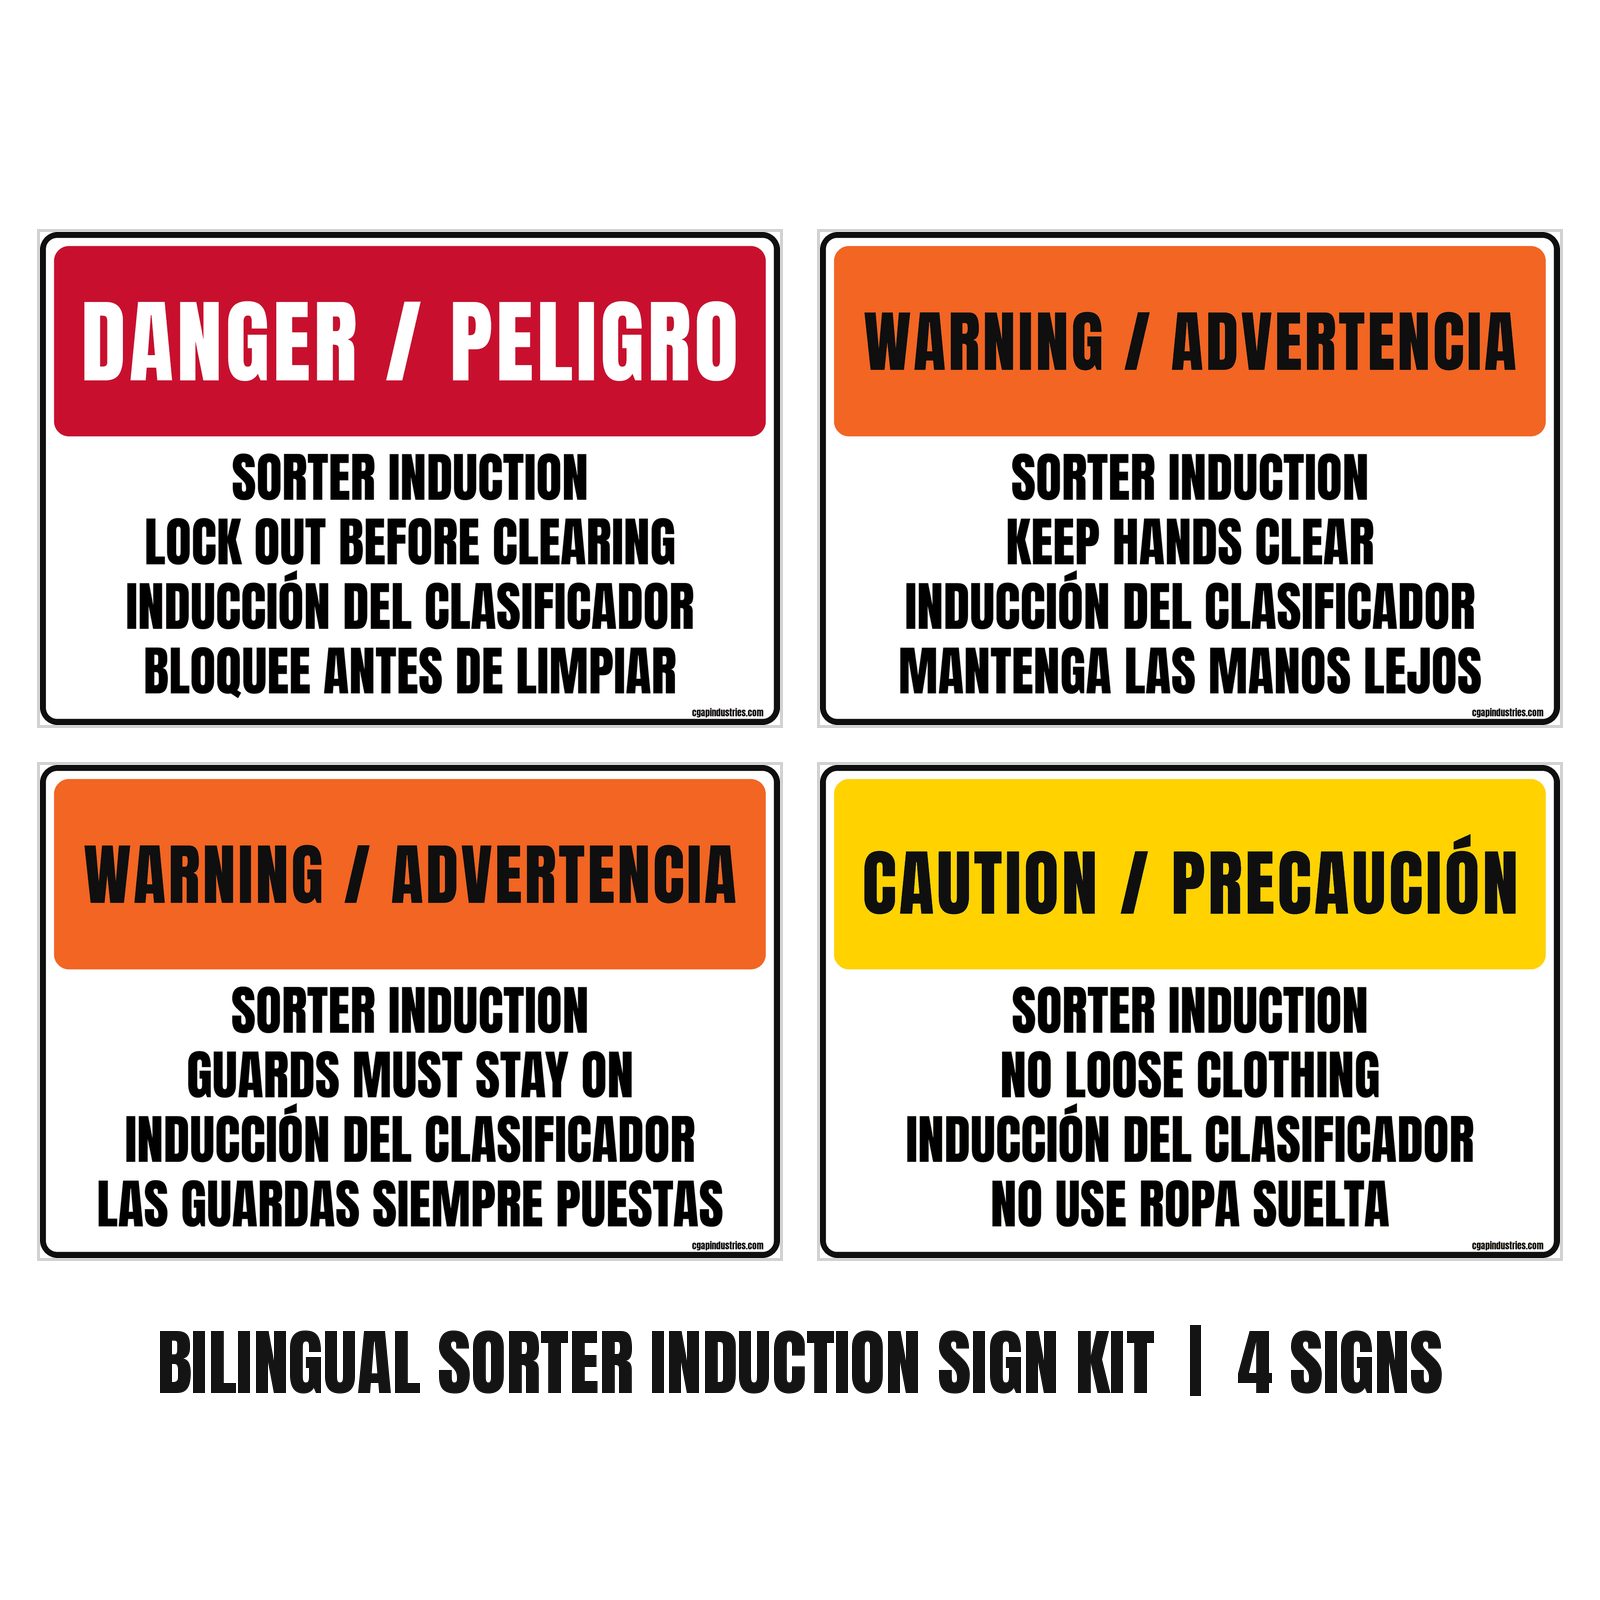 DANGER / PELIGRO
SORTER INDUCTION
LOCK OUT BEFORE CLEARING
INDUCCIÓN DEL CLASIFICADOR
BLOQUEE ANTES DE LIMPIAR
cgapindustries.com
WARNING / ADVERTENCIA
SORTER INDUCTION
KEEP HANDS CLEAR
INDUCCIÓN DEL CLASIFICADOR
MANTENGA LAS MANOS LEJOS
cgapindustries.com
WARNING / ADVERTENCIA
SORTER INDUCTION
GUARDS MUST STAY ON
INDUCCIÓN DEL CLASIFICADOR
LAS GUARDAS SIEMPRE PUESTAS
cgapindustries.com
CAUTION / PRECAUCIÓN
SORTER INDUCTION
NO LOOSE CLOTHING
INDUCCIÓN DEL CLASIFICADOR
NO USE ROPA SUELTA
cgapindustries.com
BILINGUAL SORTER INDUCTION SIGN KIT | 4 SIGNS